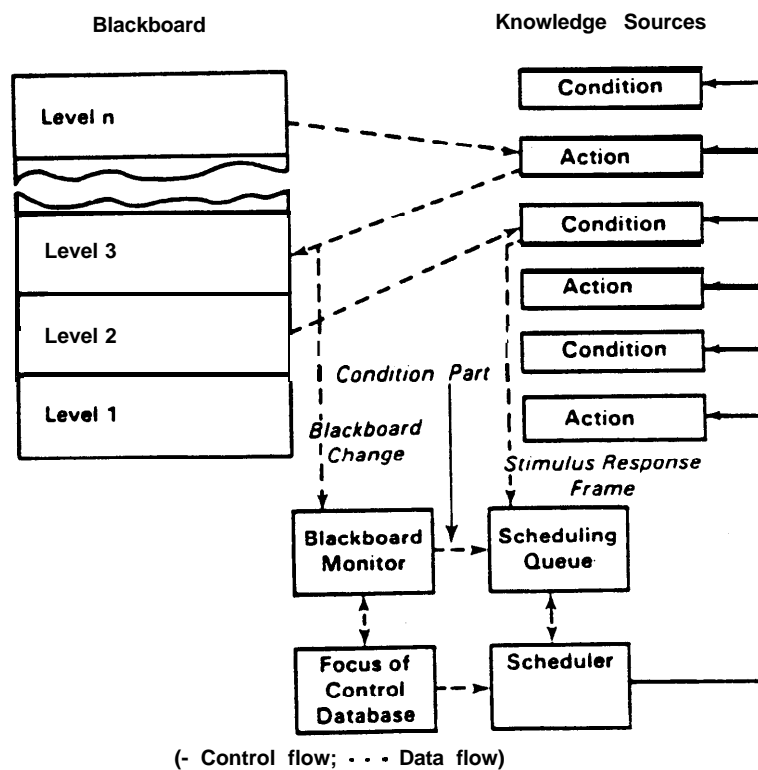 Blackboard
Knowledge Sources
Level n
Level 3
Level 2
Level 1
Condition
Action
Condition
Action
Condition
Action
Condition Part
Blackboard
Change
Stimulus Response
Frame
Blackboard
Monitor
Scheduling
Queue
Focus of
Control
Database
Scheduler
(- Control flow; - - - Data flow)